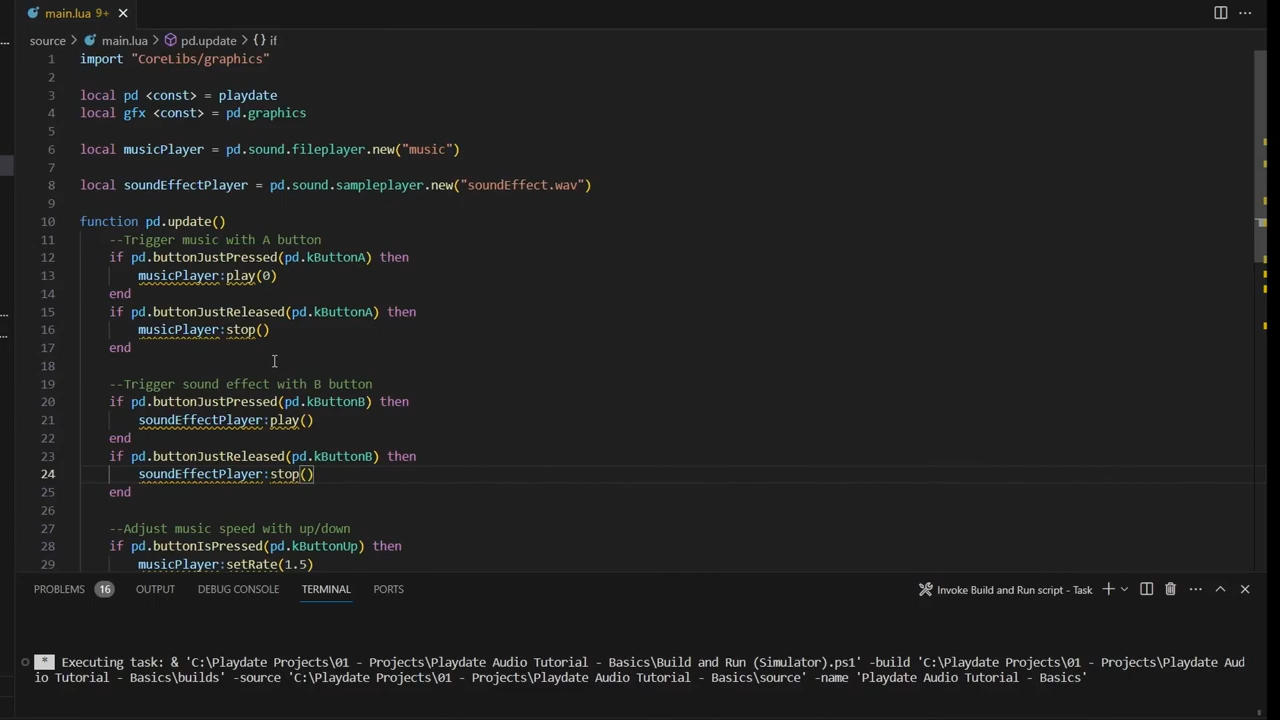 main.lua 9+
source > main.lua > pd.update > {} if
1 import "CoreLibs/graphics"
2
3 local pd <const> = playdate
4 local gfx <const> = pd.graphics
5
6 local musicPlayer = pd.sound.fileplayer.new("music")
7
8 local soundEffectPlayer = pd.sound.sampleplayer.new("soundEffect.wav")
9
10 function pd.update()
11 --Trigger music with A button
12 if pd.buttonJustPressed(pd.kButtonA) then
13 musicPlayer:play(0)
14 end
15 if pd.buttonJustReleased(pd.kButtonA) then
16 musicPlayer:stop()
17 end
18
19 --Trigger sound effect with B button
20 if pd.buttonJustPressed(pd.kButtonB) then
21 soundEffectPlayer:play()
22 end
23 if pd.buttonJustReleased(pd.kButtonB) then
24 soundEffectPlayer:stop()
25 end
26
27 --Adjust music speed with up/down
28 if pd.buttonIsPressed(pd.kButtonUp) then
29 musicPlayer:setRate(1.5)
PROBLEMS 16 OUTPUT DEBUG CONSOLE TERMINAL PORTS Invoke Build and Run script - Task
* Executing task: & 'C:\Playdate Projects\01 - Projects\Playdate Audio Tutorial - Basics\Build and Run (Simulator).ps1' -build 'C:\Playdate Projects\01 - Projects\Playdate Aud
io Tutorial - Basics\builds' -source 'C:\Playdate Projects\01 - Projects\Playdate Audio Tutorial - Basics\source' -name 'Playdate Audio Tutorial - Basics'